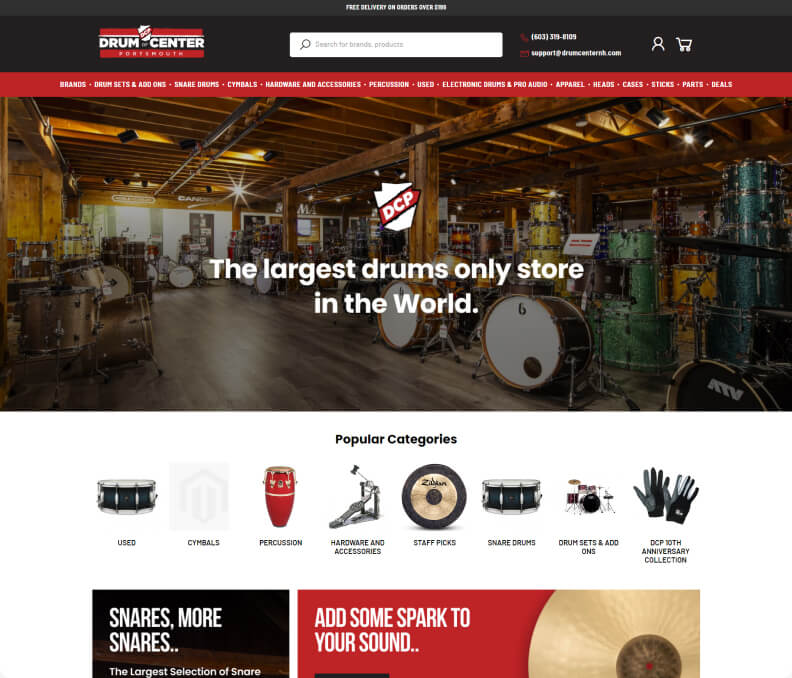 FREE DELIVERY ON ORDERS OVER $199
DRUM CENTER
PORTSMOUTH
Search for brands, products
(603) 319-8109
support@drumcenternh.com
BRANDS • DRUM SETS & ADD ONS • SNARE DRUMS • CYMBALS • HARDWARE AND ACCESSORIES • PERCUSSION • USED • ELECTRONIC DRUMS & PRO AUDIO • APPAREL • HEADS • CASES • STICKS • PARTS • DEALS
DCP
The largest drums only store
in the World.
ATV
Popular Categories
Zildjian
USED
CYMBALS
PERCUSSION
HARDWARE AND
ACCESSORIES
STAFF PICKS
SNARE DRUMS
DRUM SETS & ADD
ONS
DCP 10TH
ANNIVERSARY
COLLECTION
SNARES, MORE
SNARES..
The Largest Selection of Snare
ADD SOME SPARK TO
YOUR SOUND..